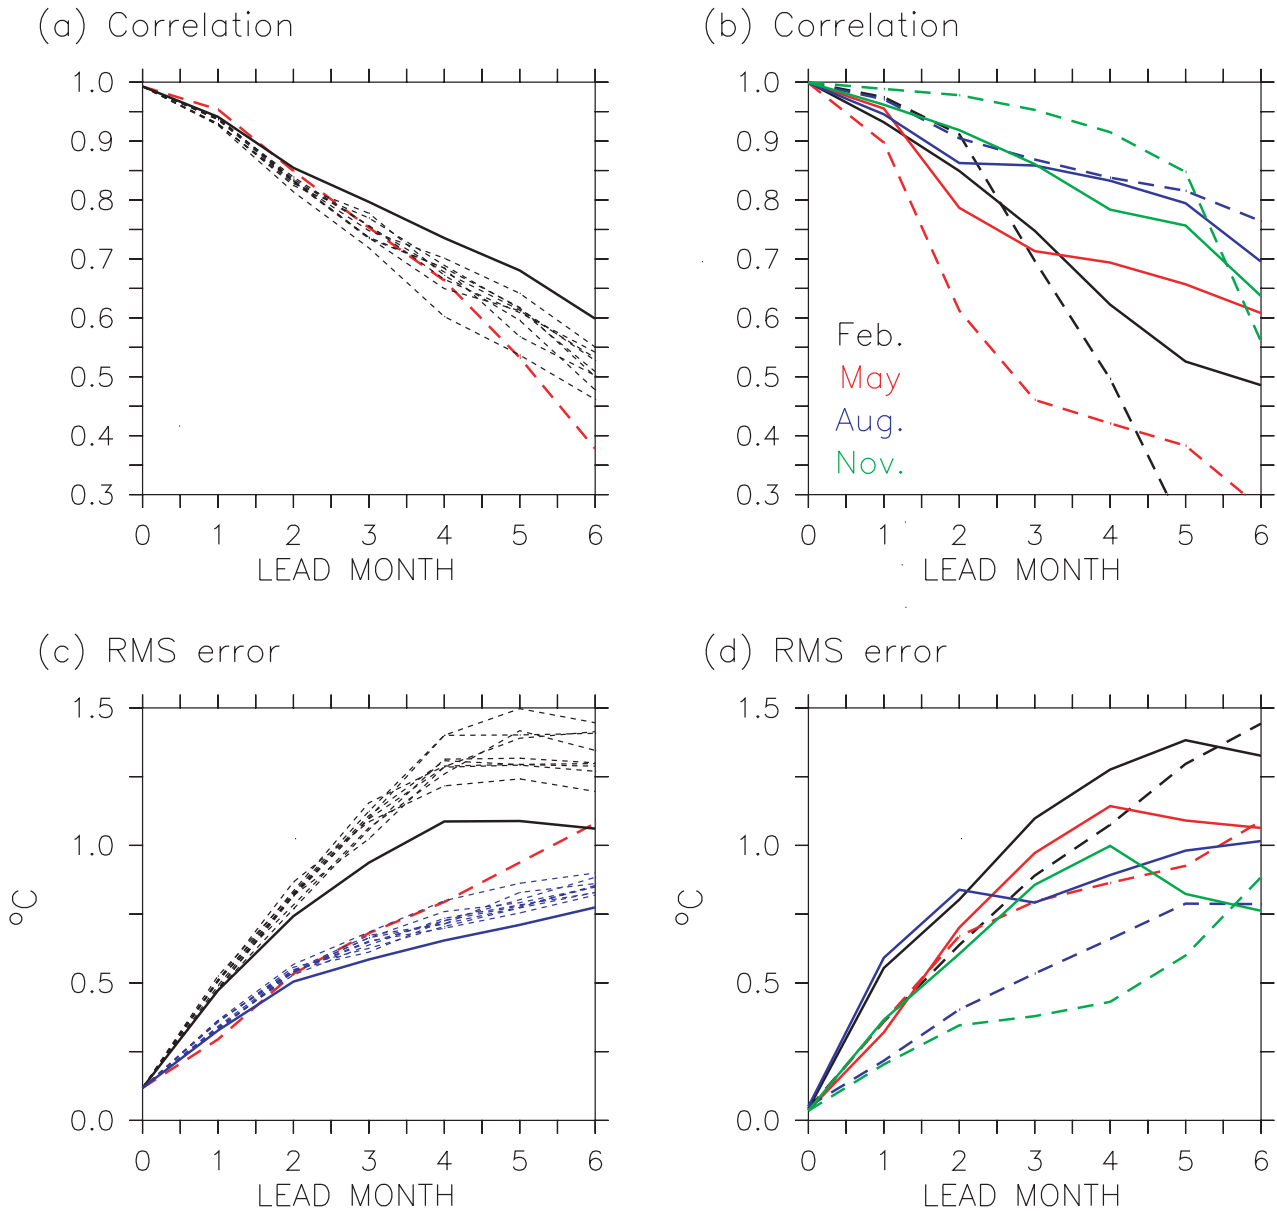 (a) Correlation
1.0
0.9
0.8
0.7
0.6
0.5
0.4
0.3
0 1 2 3 4 5 6
LEAD MONTH
(b) Correlation
1.0
0.9
0.8
0.7
0.6
0.5
0.4
0.3
Feb.
May
Aug.
Nov.
0 1 2 3 4 5 6
LEAD MONTH
(c) RMS error
°C
1.5
1.0
0.5
0.0
0 1 2 3 4 5 6
LEAD MONTH
(d) RMS error
°C
1.5
1.0
0.5
0.0
0 1 2 3 4 5 6
LEAD MONTH